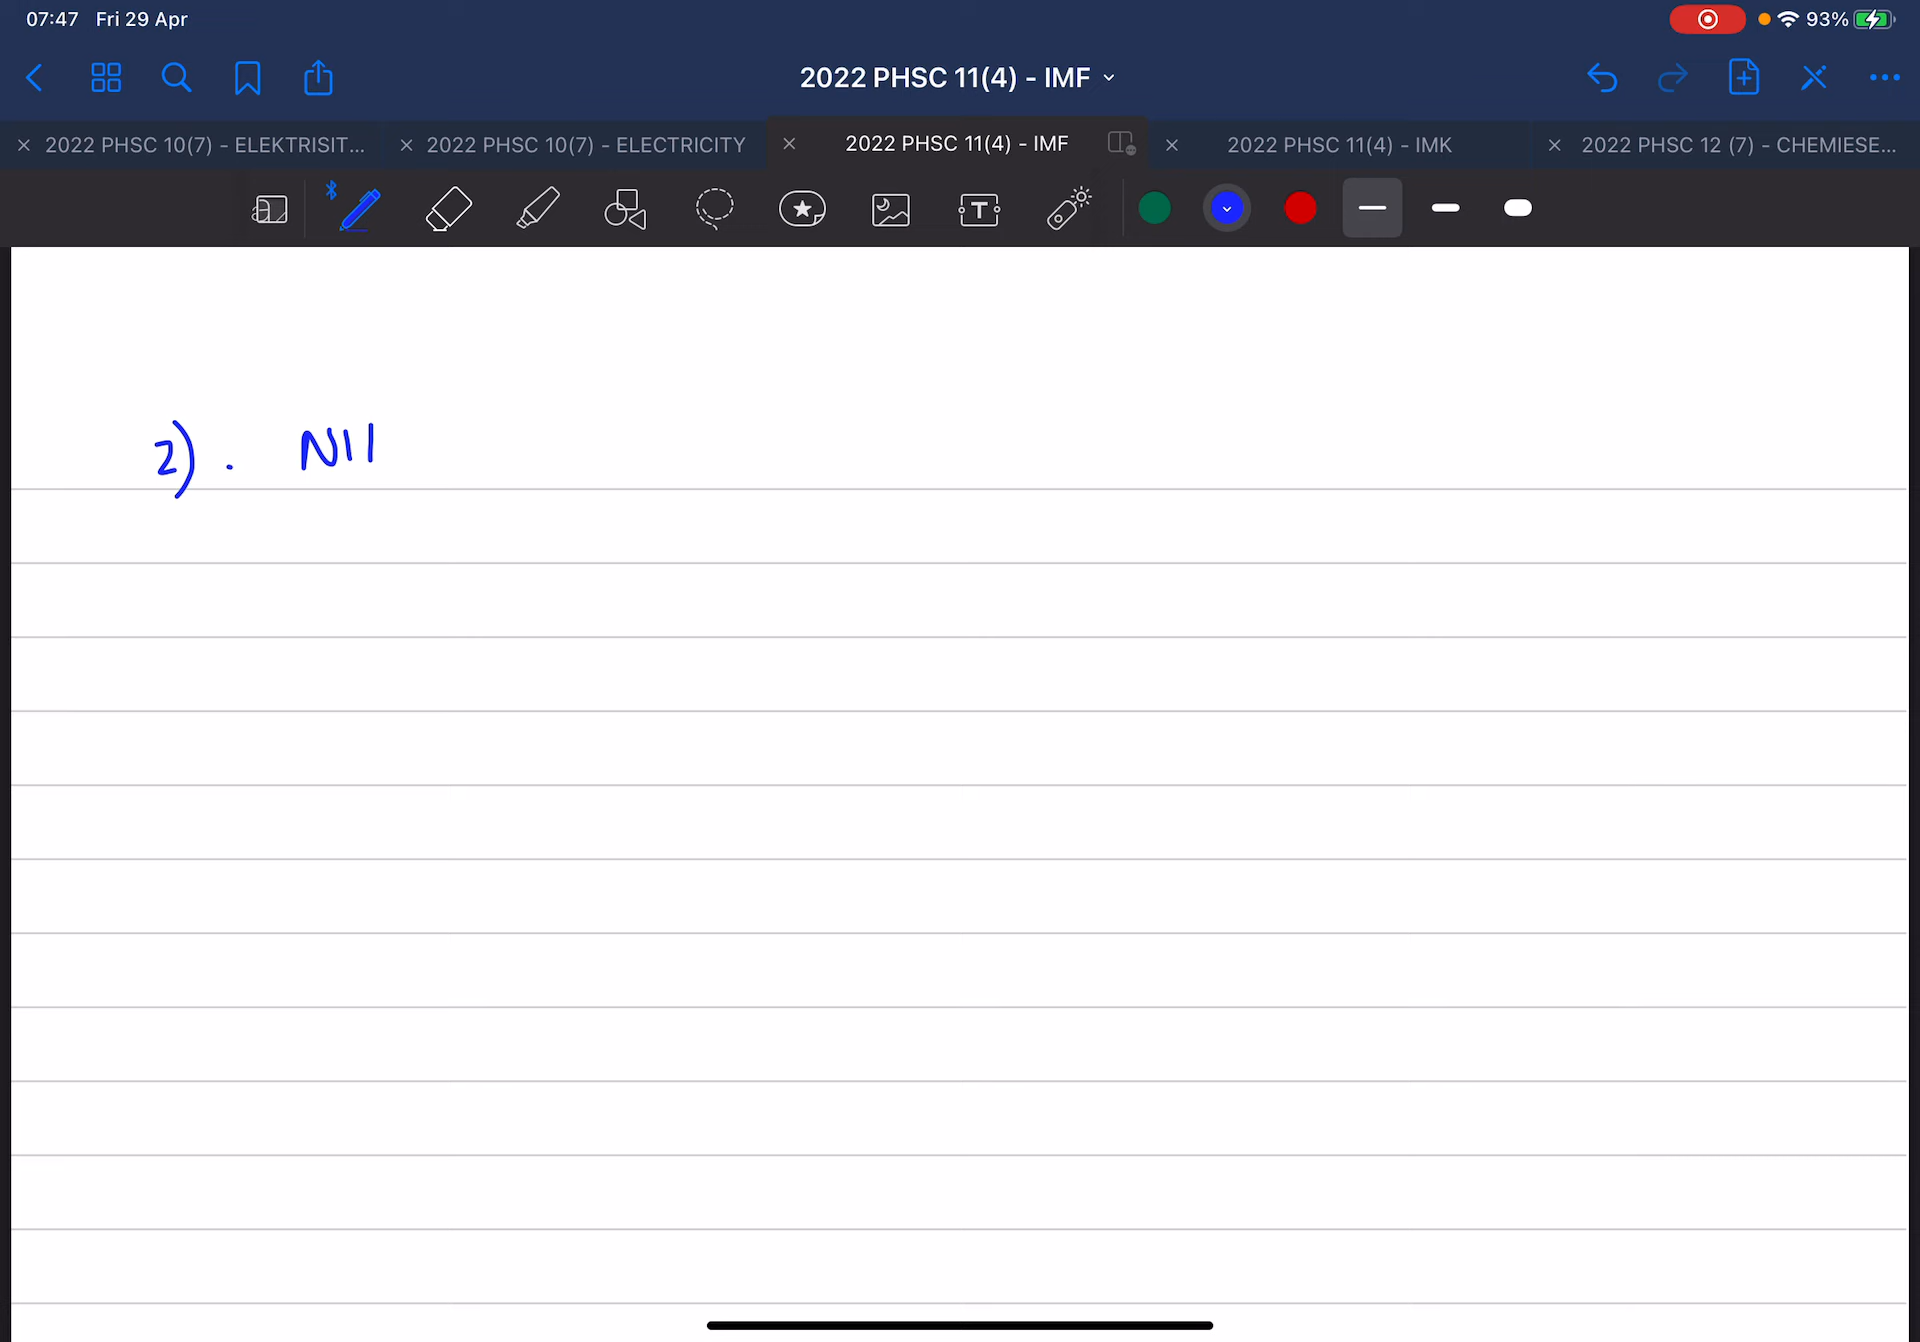 07:47 Fri 29 Apr 93%
2022 PHSC 11(4) - IMF
2022 PHSC 10(7) - ELEKTRISIT... 2022 PHSC 10(7) - ELECTRICITY 2022 PHSC 11(4) - IMF 2022 PHSC 11(4) - IMK 2022 PHSC 12 (7) - CHEMIESE...
2). N11